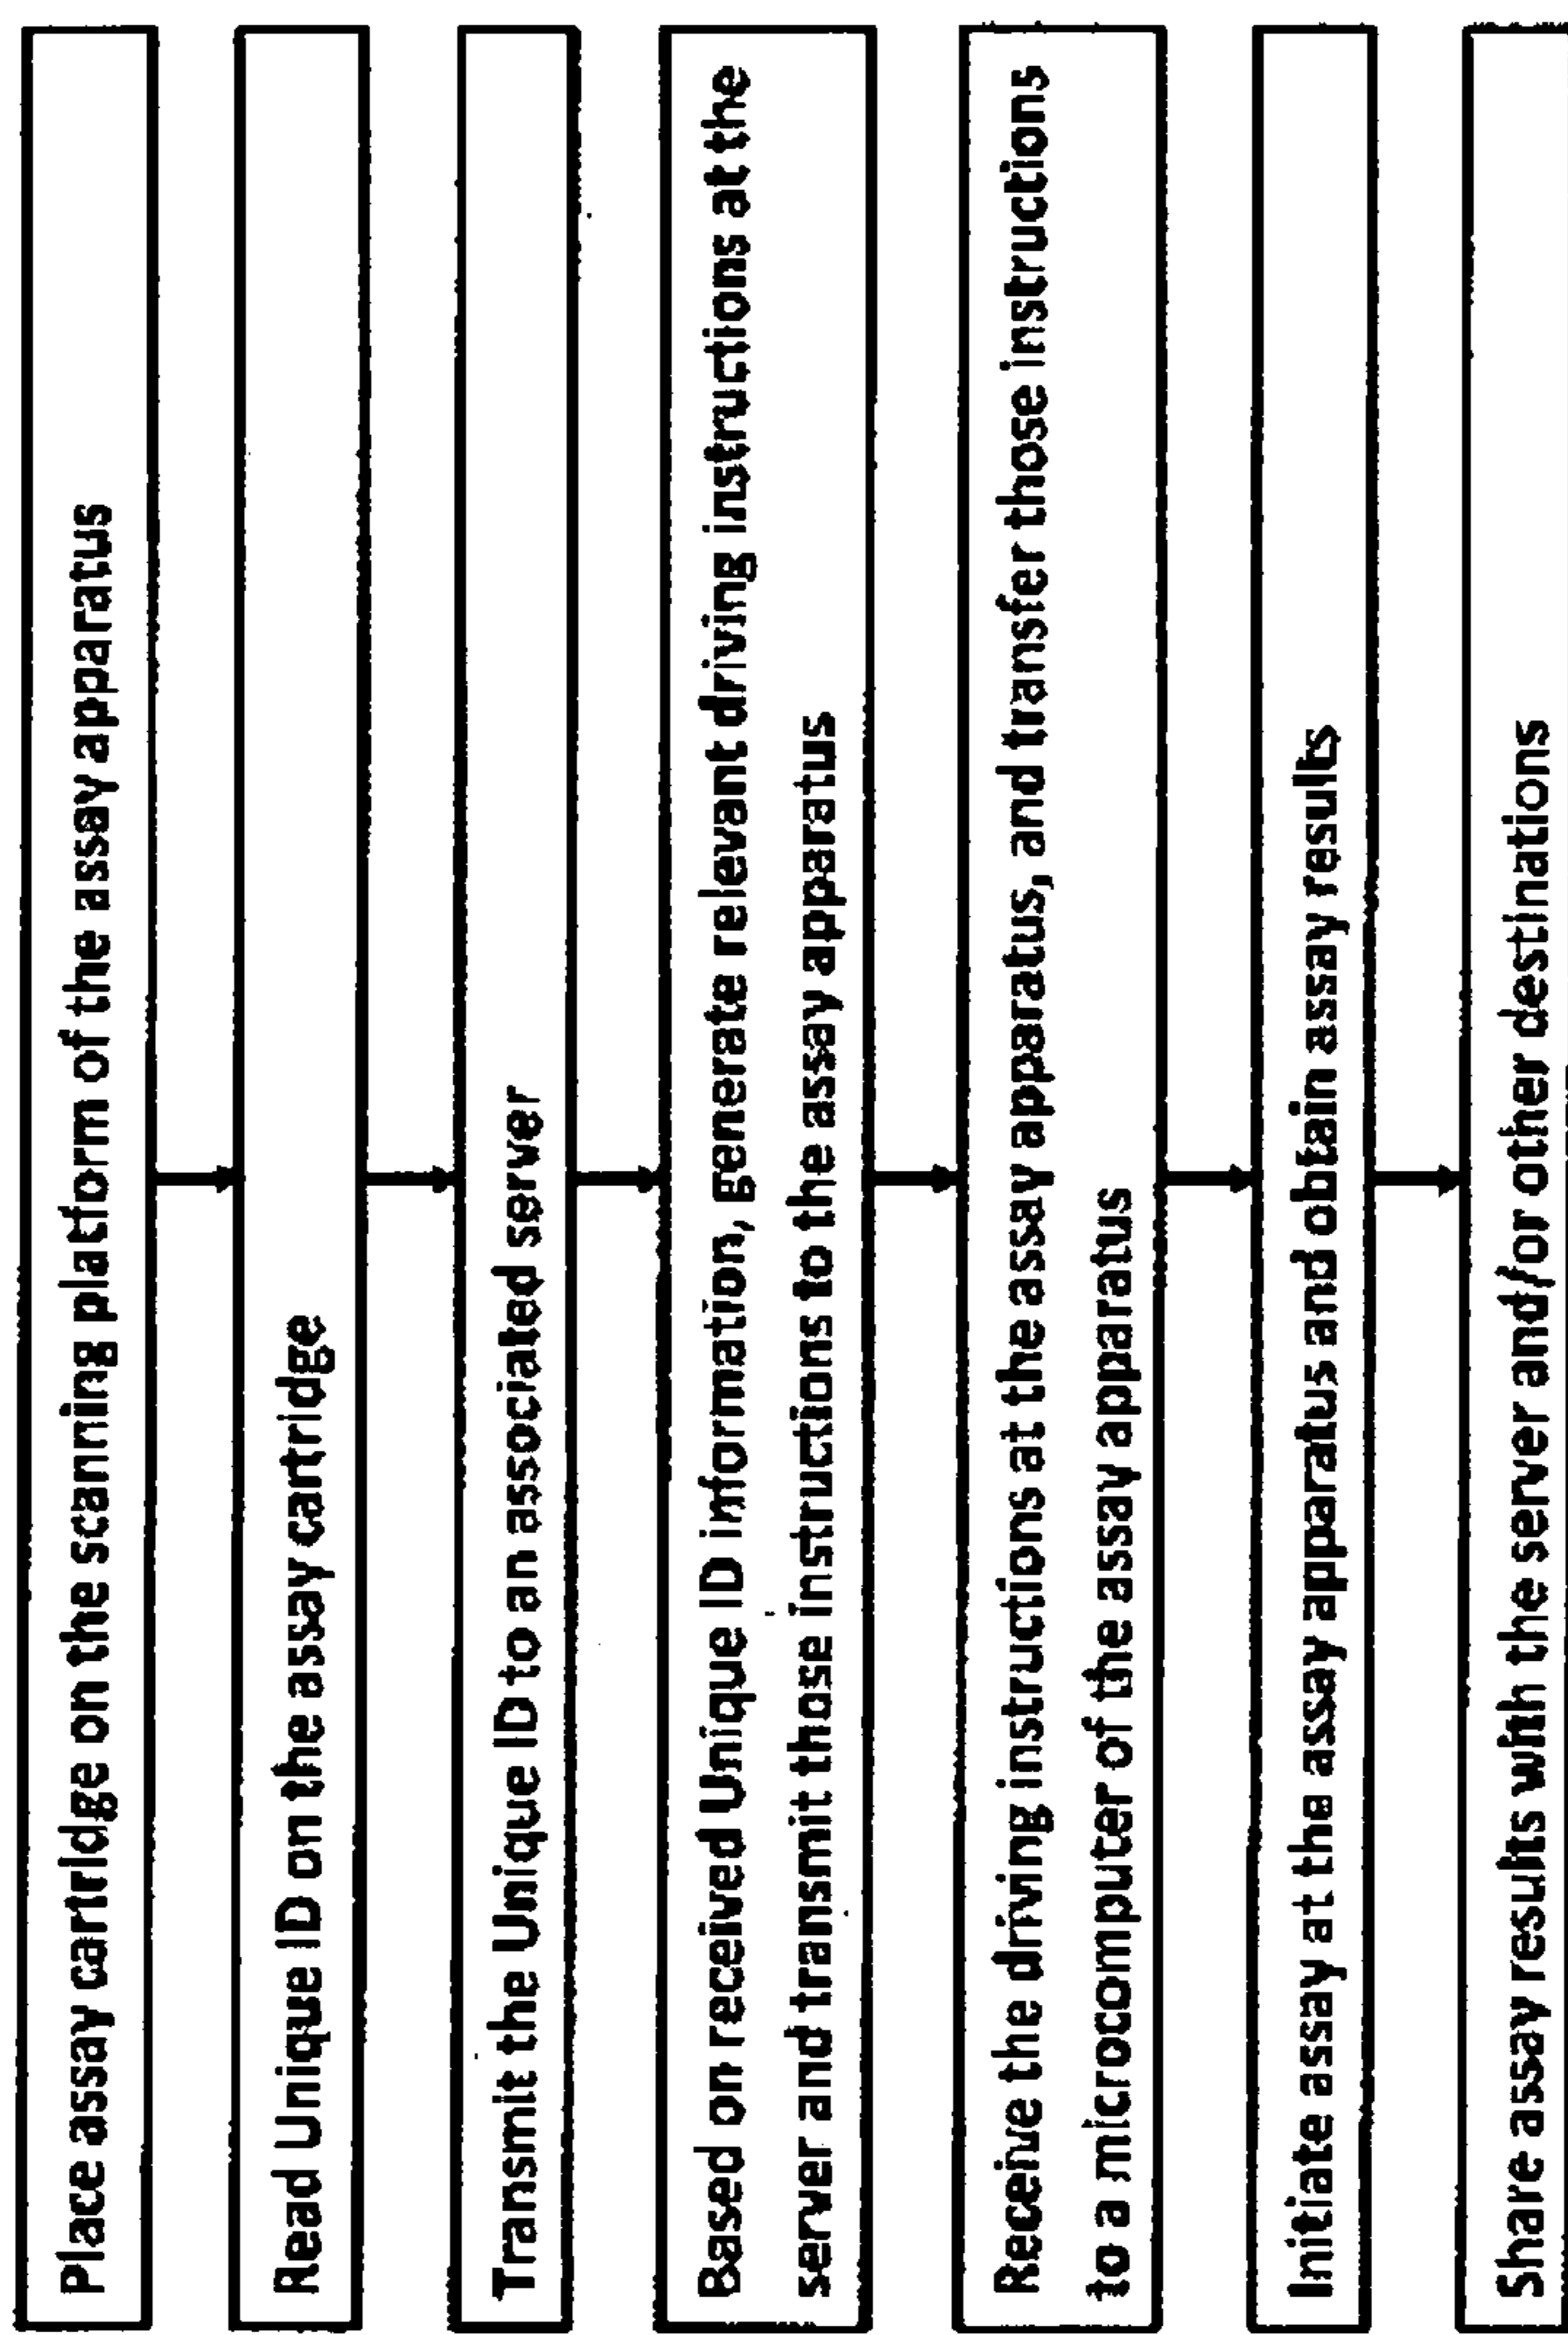 Place assay cartridge on the scanning platform of the assay apparatus
Read Unique ID on the assay cartridge
Transmit the Unique ID to an associated server
Based on received Unique ID information, generate relevant driving instructions at the
server and transmit those instructions to the assay apparatus
Receive the driving instructions at the assay apparatus, and transfer those instructions
to a microcomputer of the assay apparatus
Initiate assay at the assay apparatus and obtain assay results
Share assay results with the server and/or other destinations